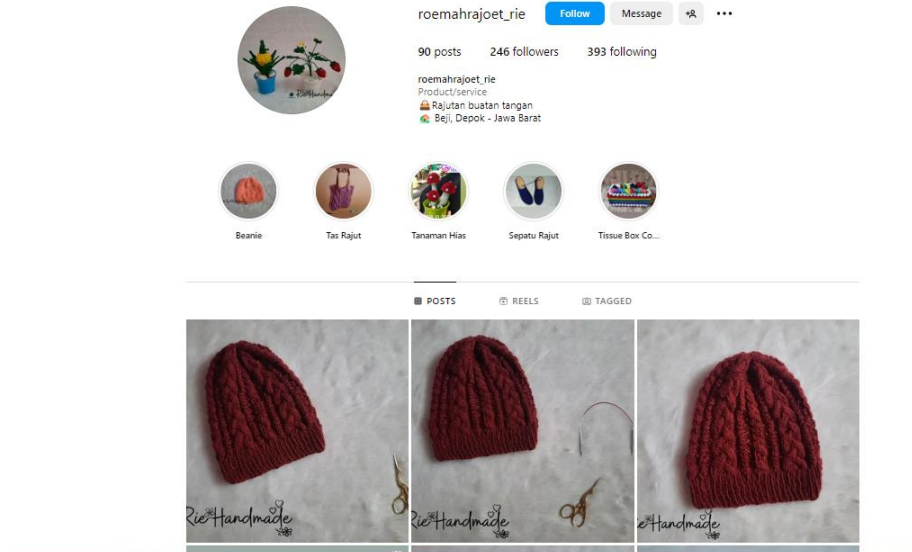 roemahrajoet_rie Follow Message
90 posts 246 followers 393 following
roemahrajoet_rie
Product/service
Rajutan buatan tangan
Beji, Depok - Jawa Barat
Beanie Tas Rajut Tanaman Hias Sepatu Rajut Tissue Box Co...
POSTS REELS TAGGED
Rie Handmade Rie Handmade Rie Handmade